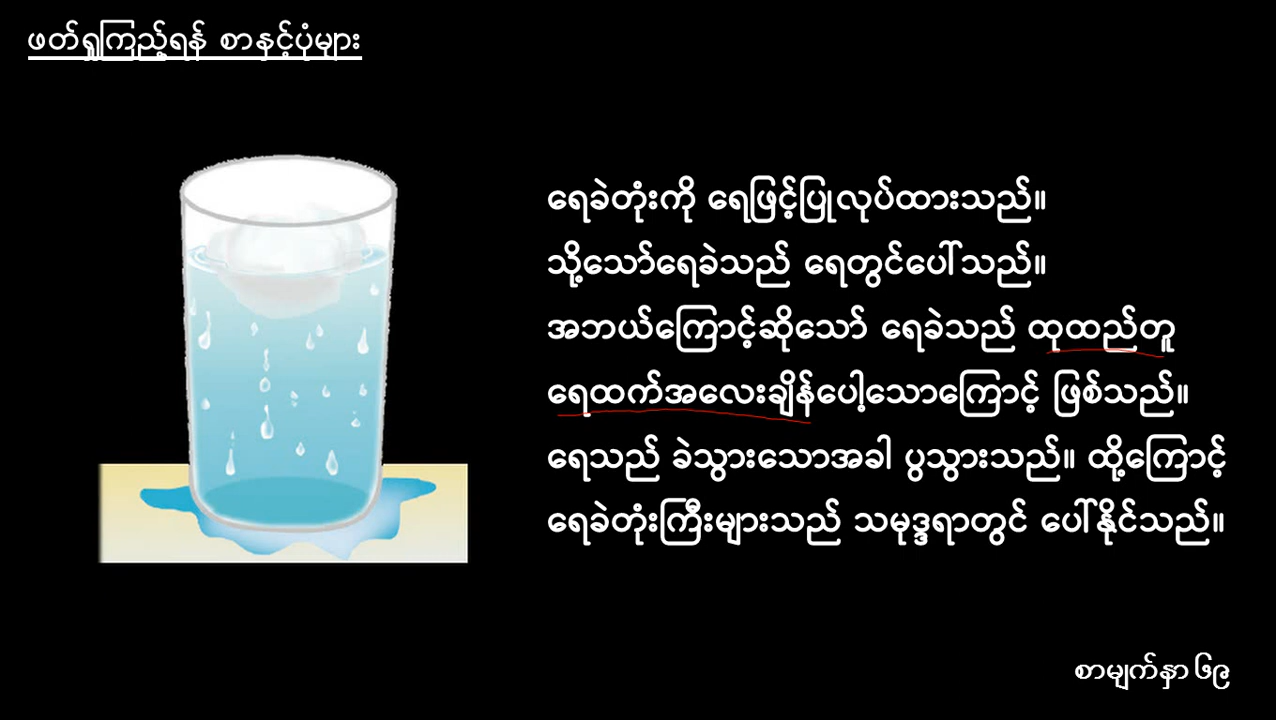 ဖတ်ရှုကြည့်ရန် စာနှင့်ပုံများ
ရေခဲတုံးကို ရေဖြင့်ပြုလုပ်ထားသည်။
သို့သော်ရေခဲသည် ရေတွင်ပေါ်သည်။
အဘယ်ကြောင့်ဆိုသော် ရေခဲသည် ထုထည်တူ
ရေထက်အလေးချိန်ပေါ့သောကြောင့် ဖြစ်သည်။
ရေသည် ခဲသွားသောအခါ ပွသွားသည်။ ထို့ကြောင့်
ရေခဲတုံးကြီးများသည် သမုဒ္ဒရာတွင် ပေါ်နိုင်သည်။
စာမျက်နှာ ၆၉